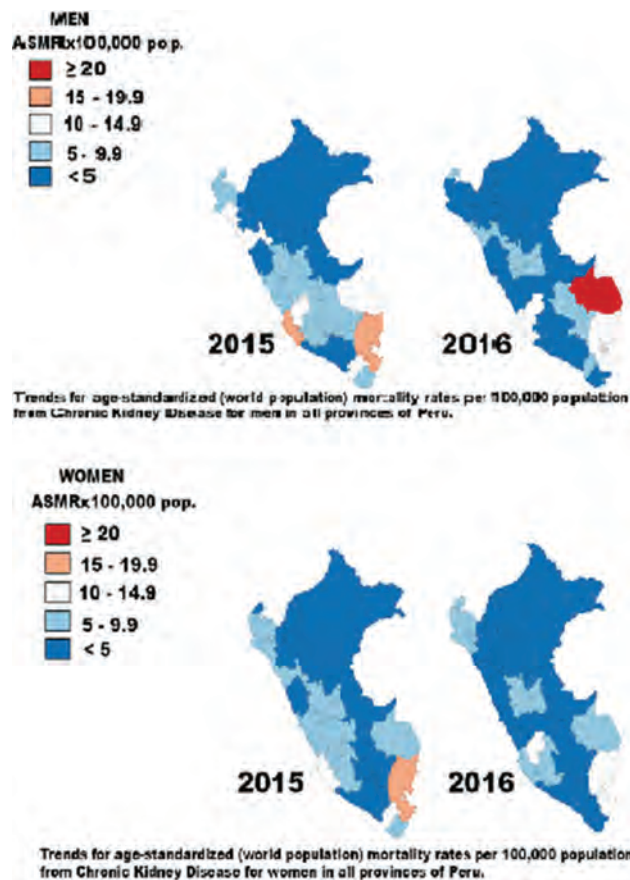 MEN
ASMRx100,000 pop.
≥ 20
15 - 19.9
10 - 14.9
5 - 9.9
< 5
2015
2016
Trends for age-standardized (world population) mortality rates per 100,000 population
from Chronic Kidney Disease for men in all provinces of Peru.
WOMEN
ASMRx100,000 pop.
≥ 20
15 - 19.9
10 - 14.9
5 - 9.9
< 5
2015
2016
Trends for age-standardized (world population) mortality rates per 100,000 population
from Chronic Kidney Disease for women in all provinces of Peru.